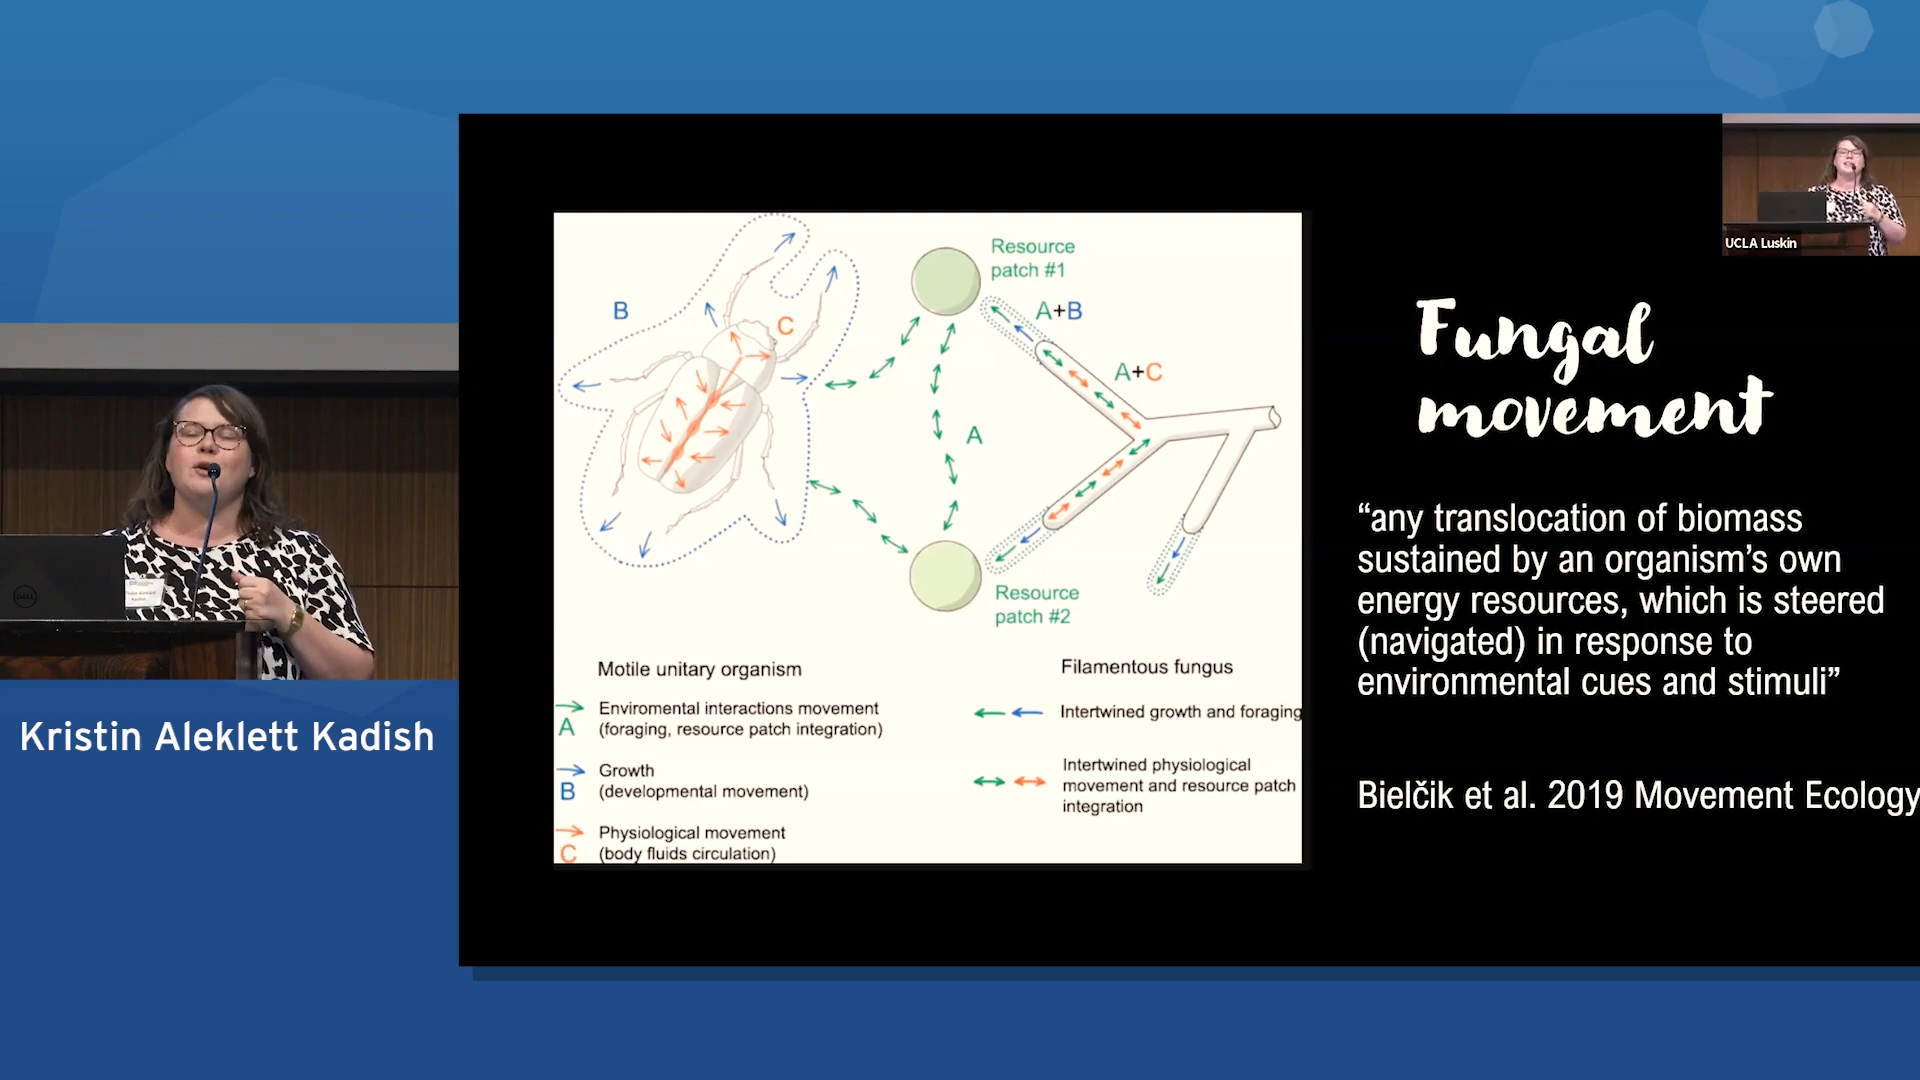 UCLA Luskin
Fungal
movement
“any translocation of biomass
sustained by an organism’s own
energy resources, which is steered
(navigated) in response to
environmental cues and stimuli”
Bielčik et al. 2019 Movement Ecology
B
C
Resource
patch #1
A+B
A+C
A
Resource
patch #2
Motile unitary organism
A
Enviromental interactions movement
(foraging, resource patch integration)
B
Growth
(developmental movement)
C
Physiological movement
(body fluids circulation)
Filamentous fungus
Intertwined growth and foraging
Intertwined physiological
movement and resource patch
integration
DELL
Kristin Aleklett Kadish